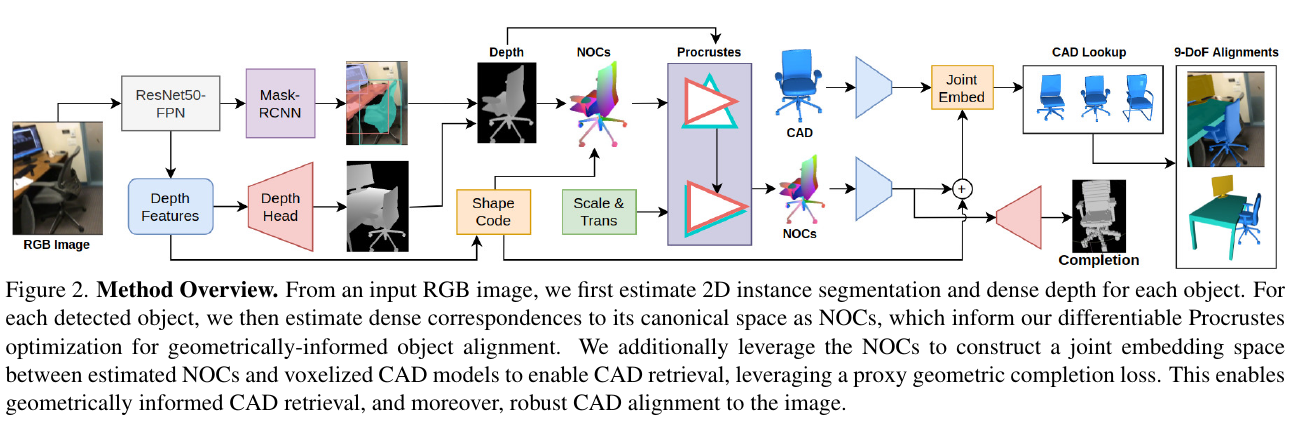 Depth
NOCs
Procrustes
CAD Lookup
9-DoF Alignments
ResNet50-
FPN
Mask-
RCNN
Joint
Embed
CAD
Depth
Features
Depth
Head
Shape
Code
Scale &
Trans
+
NOCs
RGB Image
Completion
Figure 2. Method Overview. From an input RGB image, we first estimate 2D instance segmentation and dense depth for each object. For
each detected object, we then estimate dense correspondences to its canonical space as NOCs, which inform our differentiable Procrustes
optimization for geometrically-informed object alignment. We additionally leverage the NOCs to construct a joint embedding space
between estimated NOCs and voxelized CAD models to enable CAD retrieval, leveraging a proxy geometric completion loss. This enables
geometrically informed CAD retrieval, and moreover, robust CAD alignment to the image.